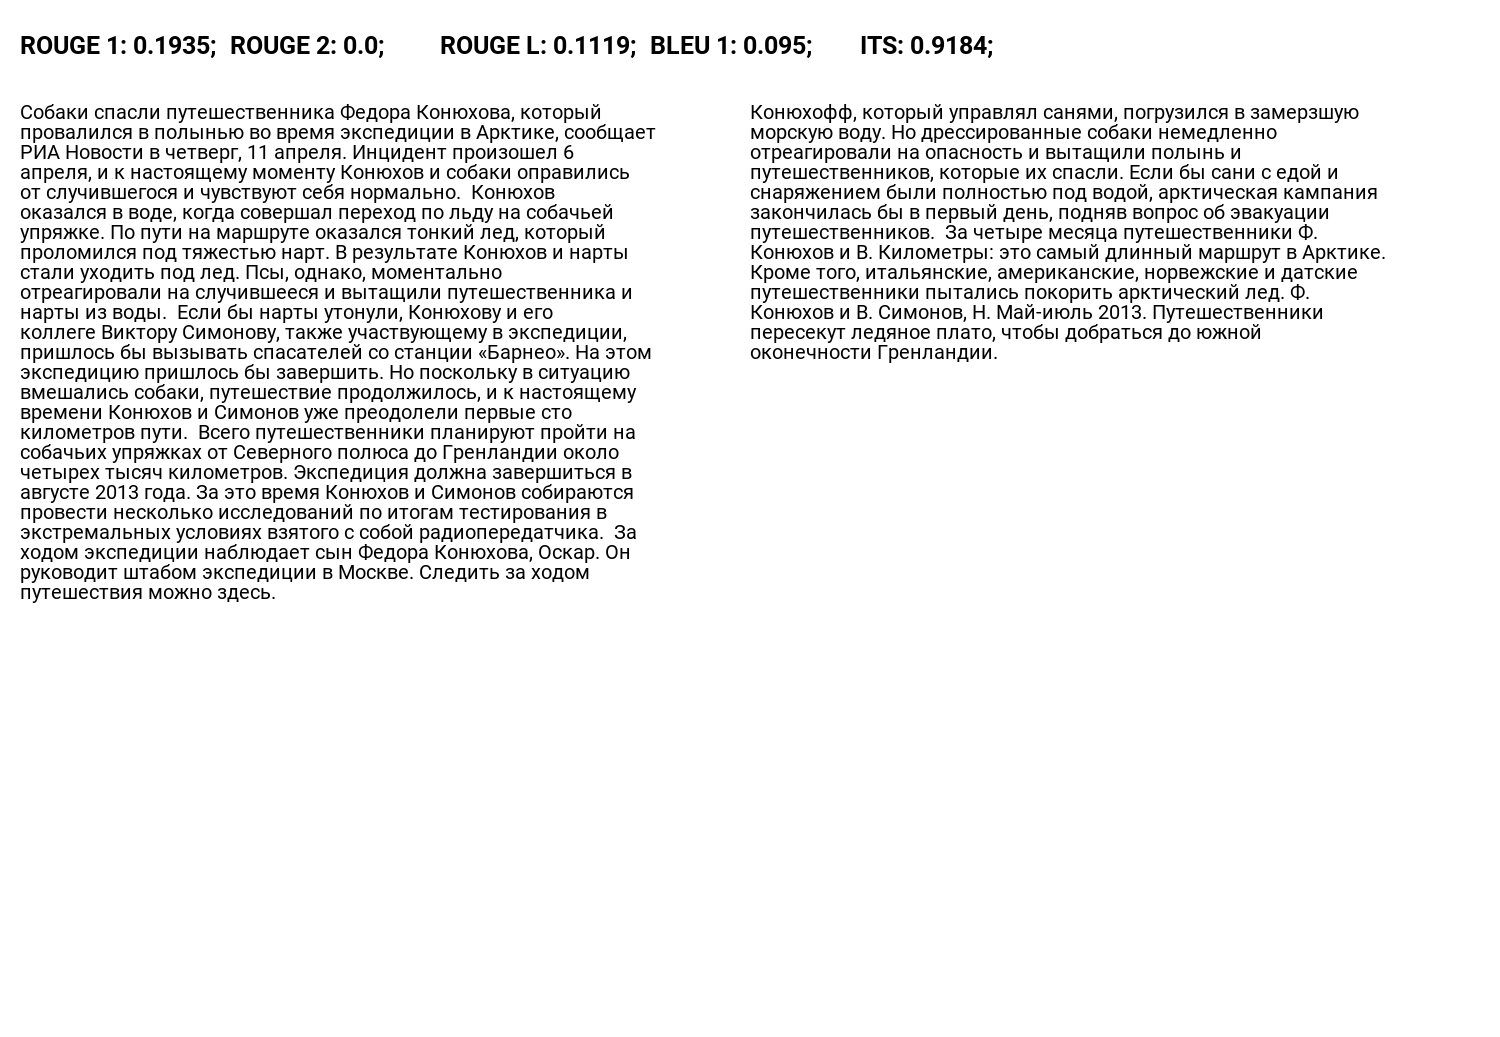 ROUGE 1: 0.1935; ROUGE 2: 0.0; ROUGE L: 0.1119; BLEU 1: 0.095; ITS: 0.9184;
Собаки спасли путешественника Федора Конюхова, который
провалился в полынью во время экспедиции в Арктике, сообщает
РИА Новости в четверг, 11 апреля. Инцидент произошел 6
апреля, и к настоящему моменту Конюхов и собаки оправились
от случившегося и чувствуют себя нормально.  Конюхов
оказался в воде, когда совершал переход по льду на собачьей
упряжке. По пути на маршруте оказался тонкий лед, который
проломился под тяжестью нарт. В результате Конюхов и нарты
стали уходить под лед. Псы, однако, моментально
отреагировали на случившееся и вытащили путешественника и
нарты из воды.  Если бы нарты утонули, Конюхову и его
коллеге Виктору Симонову, также участвующему в экспедиции,
пришлось бы вызывать спасателей со станции «Барнео». На этом
экспедицию пришлось бы завершить. Но поскольку в ситуацию
вмешались собаки, путешествие продолжилось, и к настоящему
времени Конюхов и Симонов уже преодолели первые сто
километров пути.  Всего путешественники планируют пройти на
собачьих упряжках от Северного полюса до Гренландии около
четырех тысяч километров. Экспедиция должна завершиться в
августе 2013 года. За это время Конюхов и Симонов собираются
провести несколько исследований по итогам тестирования в
экстремальных условиях взятого с собой радиопередатчика.  За
ходом экспедиции наблюдает сын Федора Конюхова, Оскар. Он
руководит штабом экспедиции в Москве. Следить за ходом
путешествия можно здесь.
Конюхофф, который управлял санями, погрузился в замерзшую
морскую воду. Но дрессированные собаки немедленно
отреагировали на опасность и вытащили полынь и
путешественников, которые их спасли. Если бы сани с едой и
снаряжением были полностью под водой, арктическая кампания
закончилась бы в первый день, подняв вопрос об эвакуации
путешественников.  За четыре месяца путешественники Ф.
Конюхов и В. Километры: это самый длинный маршрут в Арктике.
Кроме того, итальянские, американские, норвежские и датские
путешественники пытались покорить арктический лед. Ф.
Конюхов и В. Симонов, Н. Май-июль 2013. Путешественники
пересекут ледяное плато, чтобы добраться до южной
оконечности Гренландии.